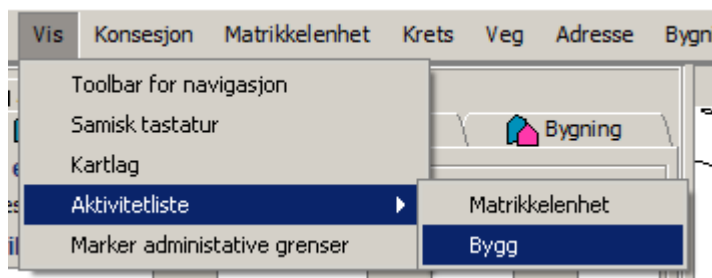 Vis Konsesjon Matrikkelenhet Krets Veg Adresse Bygn
Toolbar for navigasjon
Samisk tastatur
Bygning
Kartlag
Aktivitetliste
Matrikkelenhet
Marker administative grenser
Bygg